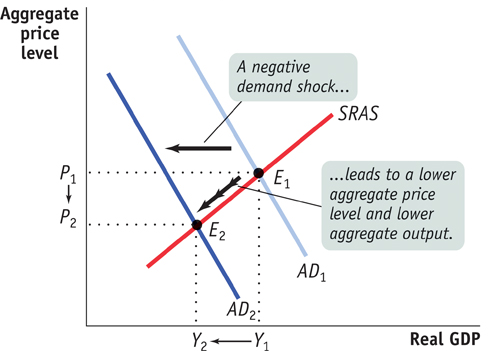 Aggregate
price
level
A negative
demand shock…
SRAS
P1
P2
E1
E2
…leads to a lower
aggregate price
level and lower
aggregate output.
AD1
AD2
Y2
Y1
Real GDP